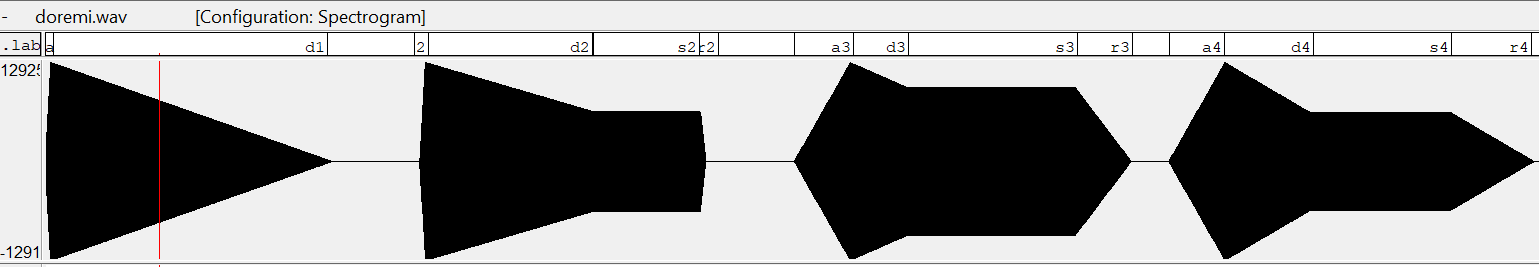 - doremi.wav [Configuration: Spectrogram]
.lab a d1 2 d2 s2 r2 a3 d3 s3 r3 a4 d4 s4 r4
12925
-1291